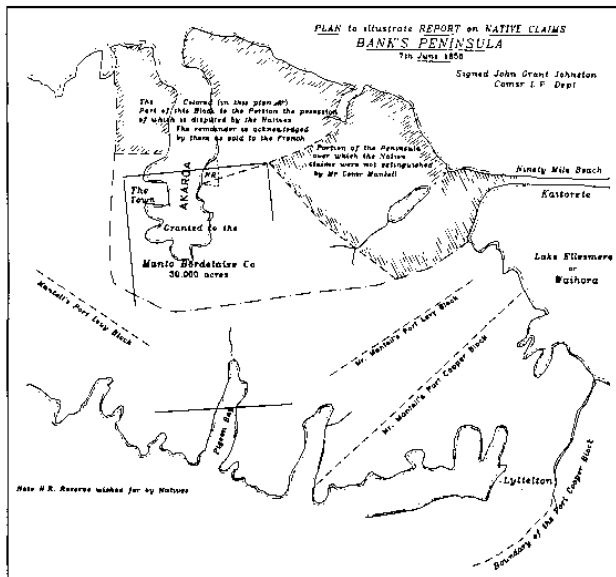 PLAN to illustrate REPORT on NATIVE CLAIMS
BANK'S PENINSULA
7th June 1856
Signed John Grant Johnston
Comsr L P Dept
The Colored (in this plan
Part of this Block to the Portion the possesion
of which is disputed by the Natives
The remainder is acknowledged
by them as sold to the French
Portion of the Peninsula
over which the Native
claims were not extinguished
by Mr Comr Mantell
Ninety Mile Beach
Kaitorete
N.R.
AKAROA
The
Town
Granted to the
Manto Bordelaise Co
30.000 acres
Lake Ellesmere
or
Waihora
Mantell's Port Levy Block
Mr. Mantell's Port Levy Block
Mr. Mantell's Port Cooper Block
Pigeon Bay
Note N.R. Reserve wished for by Natives
Lyttelton
Boundary of the Port Cooper Block